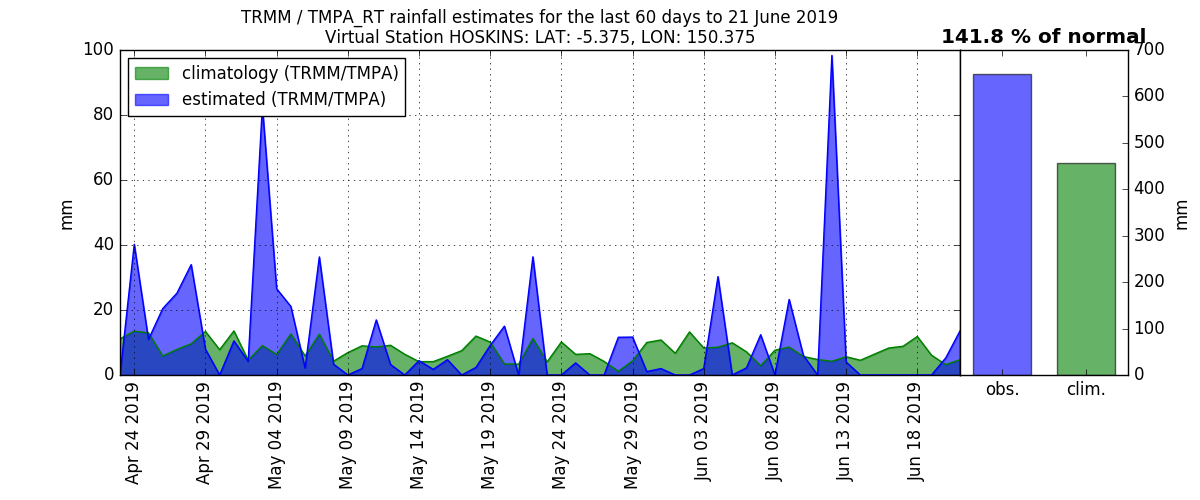 TRMM / TMPA_RT rainfall estimates for the last 60 days to 21 June 2019
Virtual Station HOSKINS: LAT: -5.375, LON: 150.375
141.8 % of normal
climatology (TRMM/TMPA)
estimated (TRMM/TMPA)
100
80
60
40
20
0
mm
Apr 24 2019
Apr 29 2019
May 04 2019
May 09 2019
May 14 2019
May 19 2019
May 24 2019
May 29 2019
Jun 03 2019
Jun 08 2019
Jun 13 2019
Jun 18 2019
obs.
clim.
700
600
500
400
300
200
100
0
mm